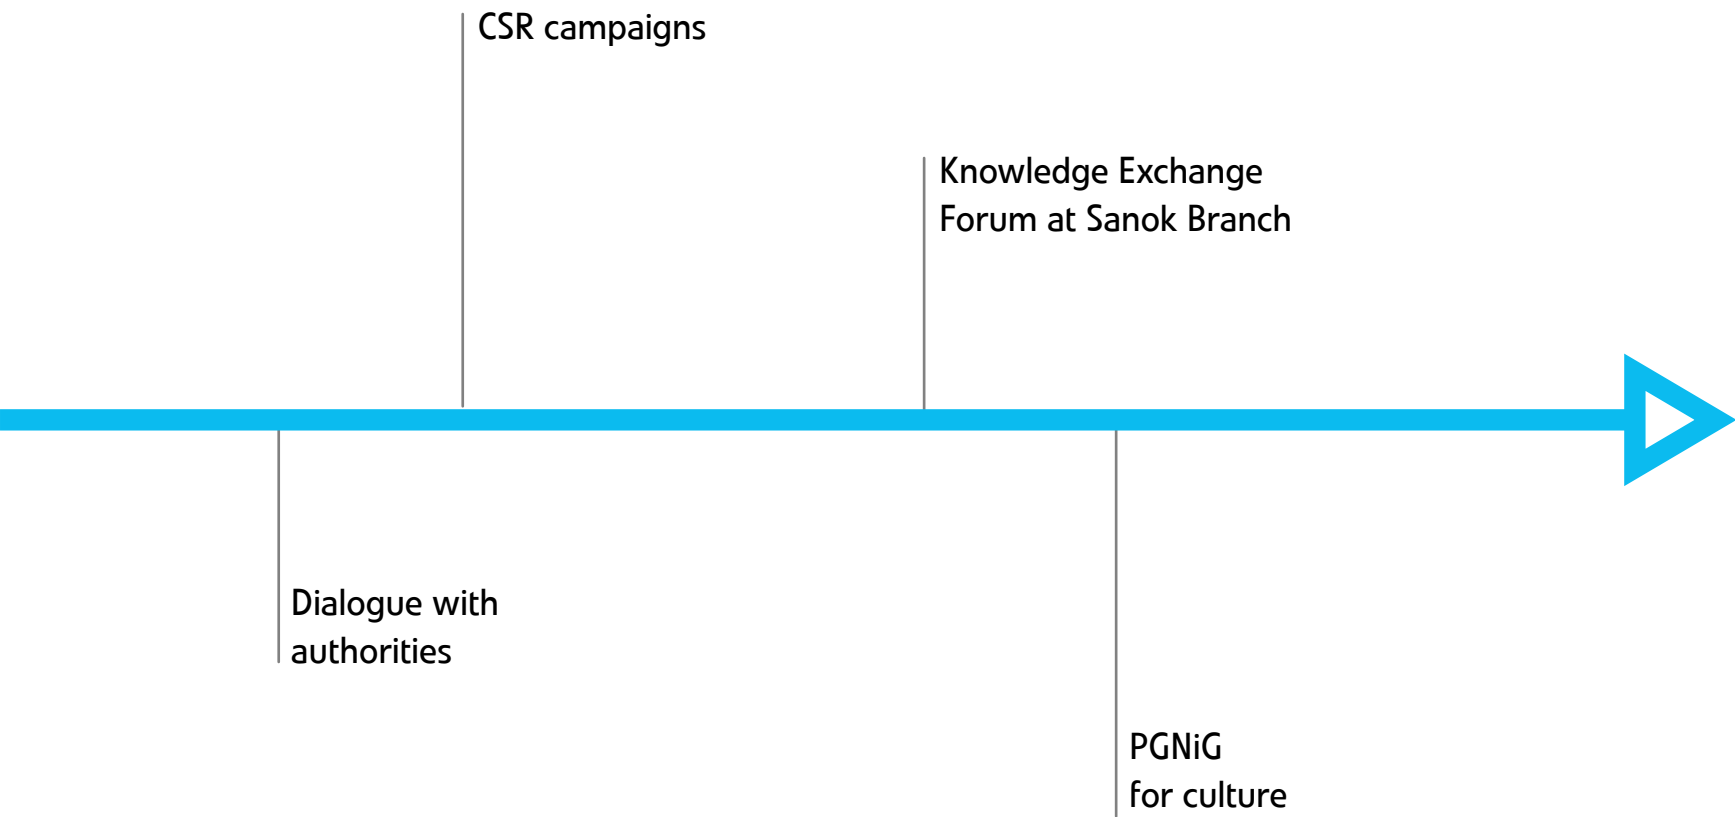 CSR campaigns
Knowledge Exchange
Forum at Sanok Branch
Dialogue with
authorities
PGNiG
for culture